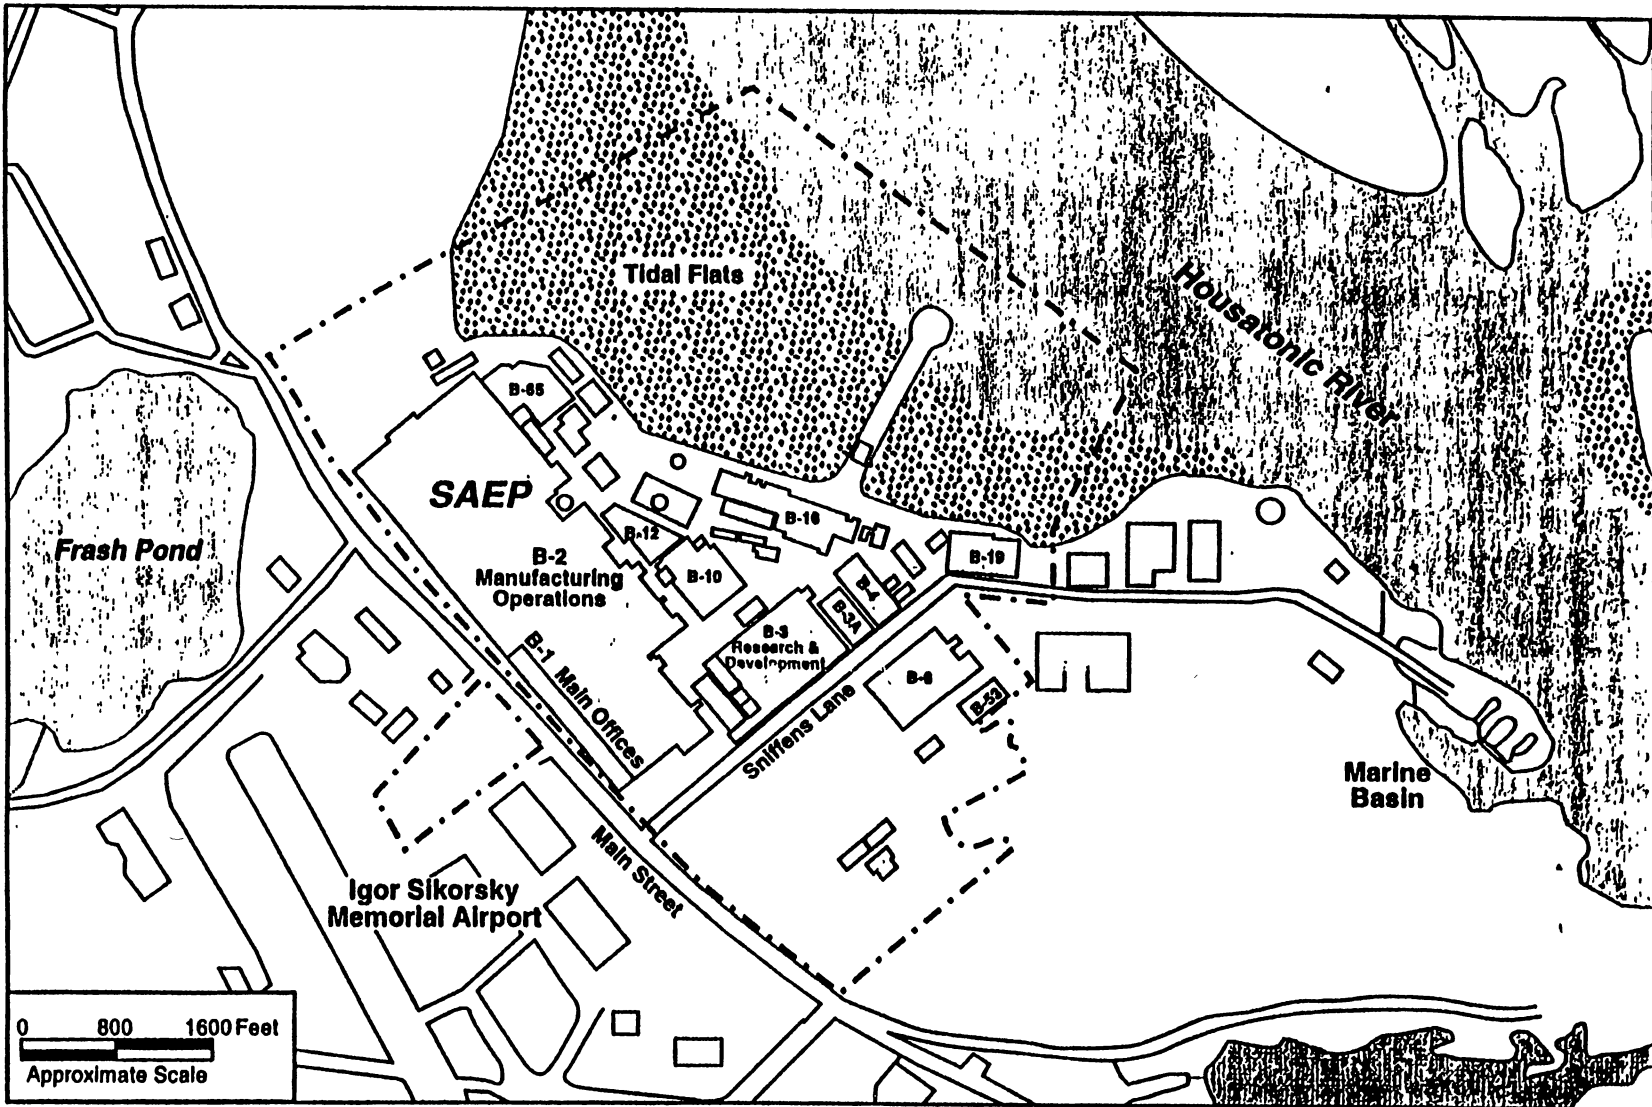 Tidal Flats
Housatonic River
B-65
SAEP
B-16
B-12
B-19
Frash Pond
B-2
Manufacturing
Operations
B-10
B-4
B-3A
B-3
Research &
Development
B-1 Main Offices
B-6
B-53
Sniffens Lane
Marine
Basin
Main Street
Igor Sikorsky
Memorial Airport
0 800 1600 Feet
Approximate Scale